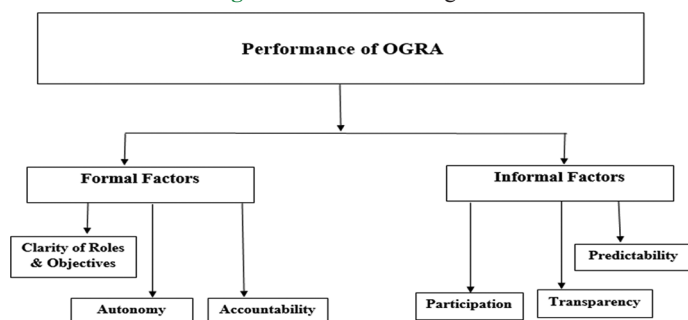 Performance of OGRA
Formal Factors
Informal Factors
Clarity of Roles
& Objectives
Autonomy
Accountability
Participation
Transparency
Predictability